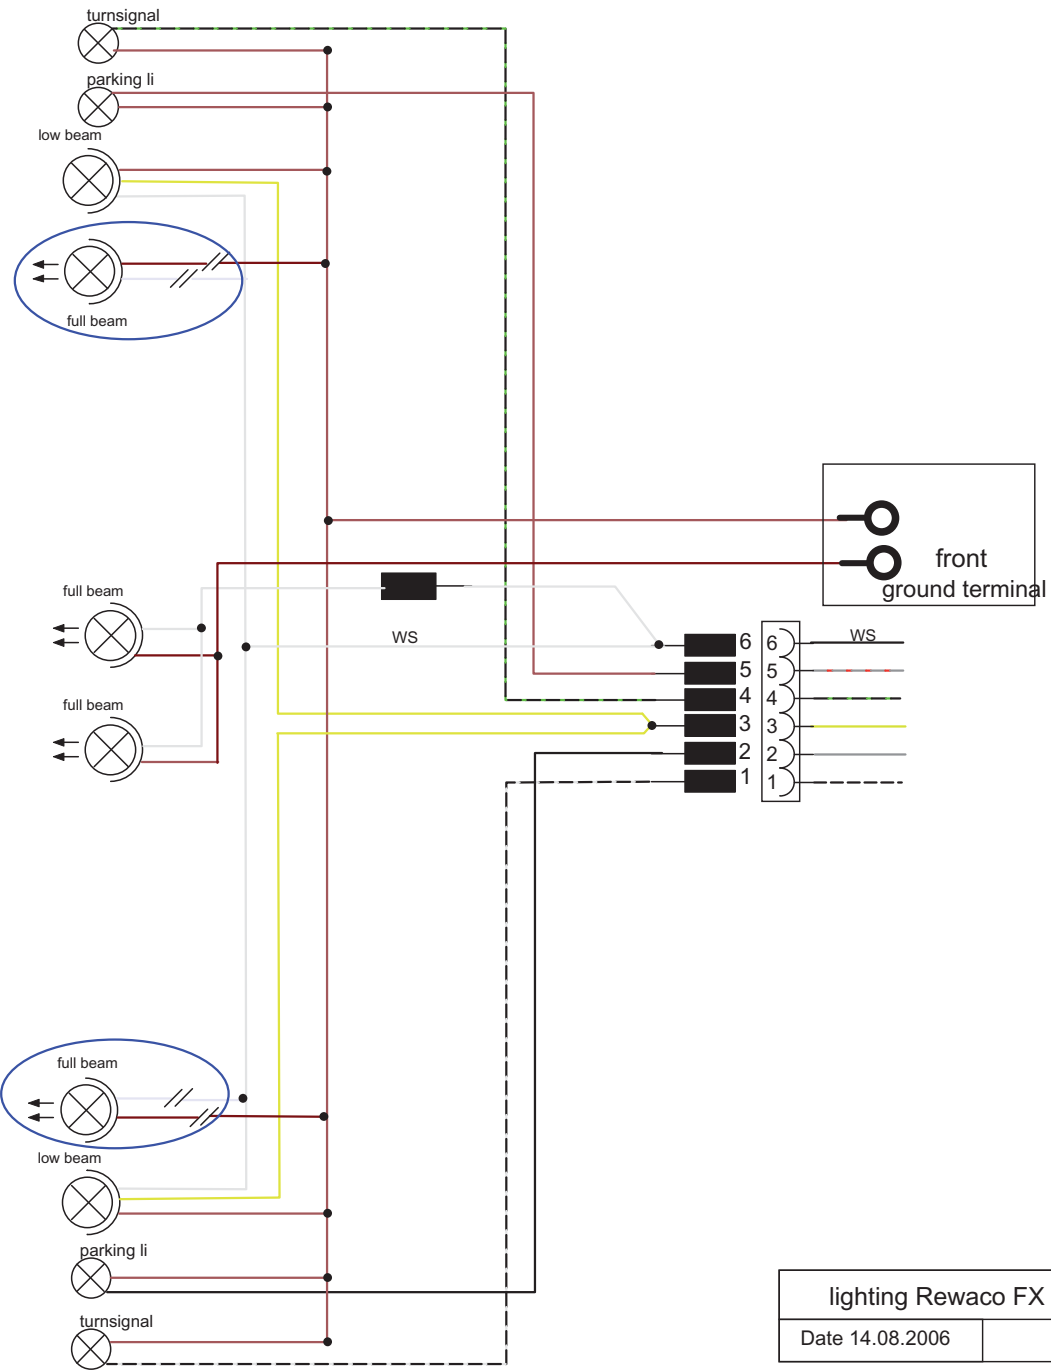 turnsignal
parking li
low beam
full beam
front
ground terminal
full beam
WS
6 6 WS
5 5
4 4
3 3
2 2
1 1
full beam
full beam
low beam
parking li
turnsignal
lighting Rewaco FX
Date 14.08.2006